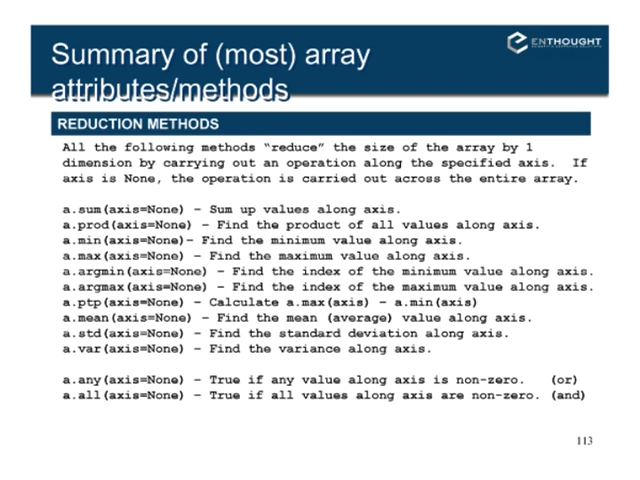 Summary of (most) array
attributes/methods
ENTHOUGHT
REDUCTION METHODS
All the following methods “reduce” the size of the array by 1
dimension by carrying out an operation along the specified axis. If
axis is None, the operation is carried out across the entire array.
a.sum(axis=None) – Sum up values along axis.
a.prod(axis=None) – Find the product of all values along axis.
a.min(axis=None)– Find the minimum value along axis.
a.max(axis=None) – Find the maximum value along axis.
a.argmin(axis=None) – Find the index of the minimum value along axis.
a.argmax(axis=None) – Find the index of the maximum value along axis.
a.ptp(axis=None) – Calculate a.max(axis) – a.min(axis)
a.mean(axis=None) – Find the mean (average) value along axis.
a.std(axis=None) – Find the standard deviation along axis.
a.var(axis=None) – Find the variance along axis.
a.any(axis=None) – True if any value along axis is non-zero. (or)
a.all(axis=None) – True if all values along axis are non-zero. (and)
113